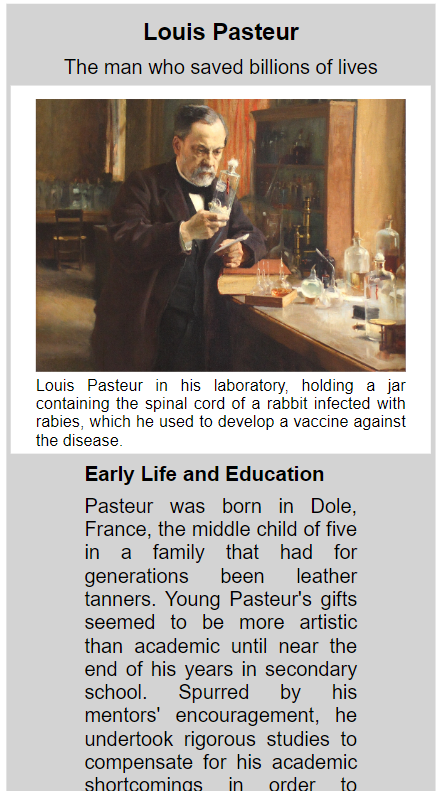 Louis Pasteur
The man who saved billions of lives
Louis Pasteur in his laboratory, holding a jar
containing the spinal cord of a rabbit infected with
rabies, which he used to develop a vaccine against
the disease.
Early Life and Education
Pasteur was born in Dole,
France, the middle child of five
in a family that had for
generations been leather
tanners. Young Pasteur's gifts
seemed to be more artistic
than academic until near the
end of his years in secondary
school. Spurred by his
mentors' encouragement, he
undertook rigorous studies to
compensate for his academic
shortcomings in order to